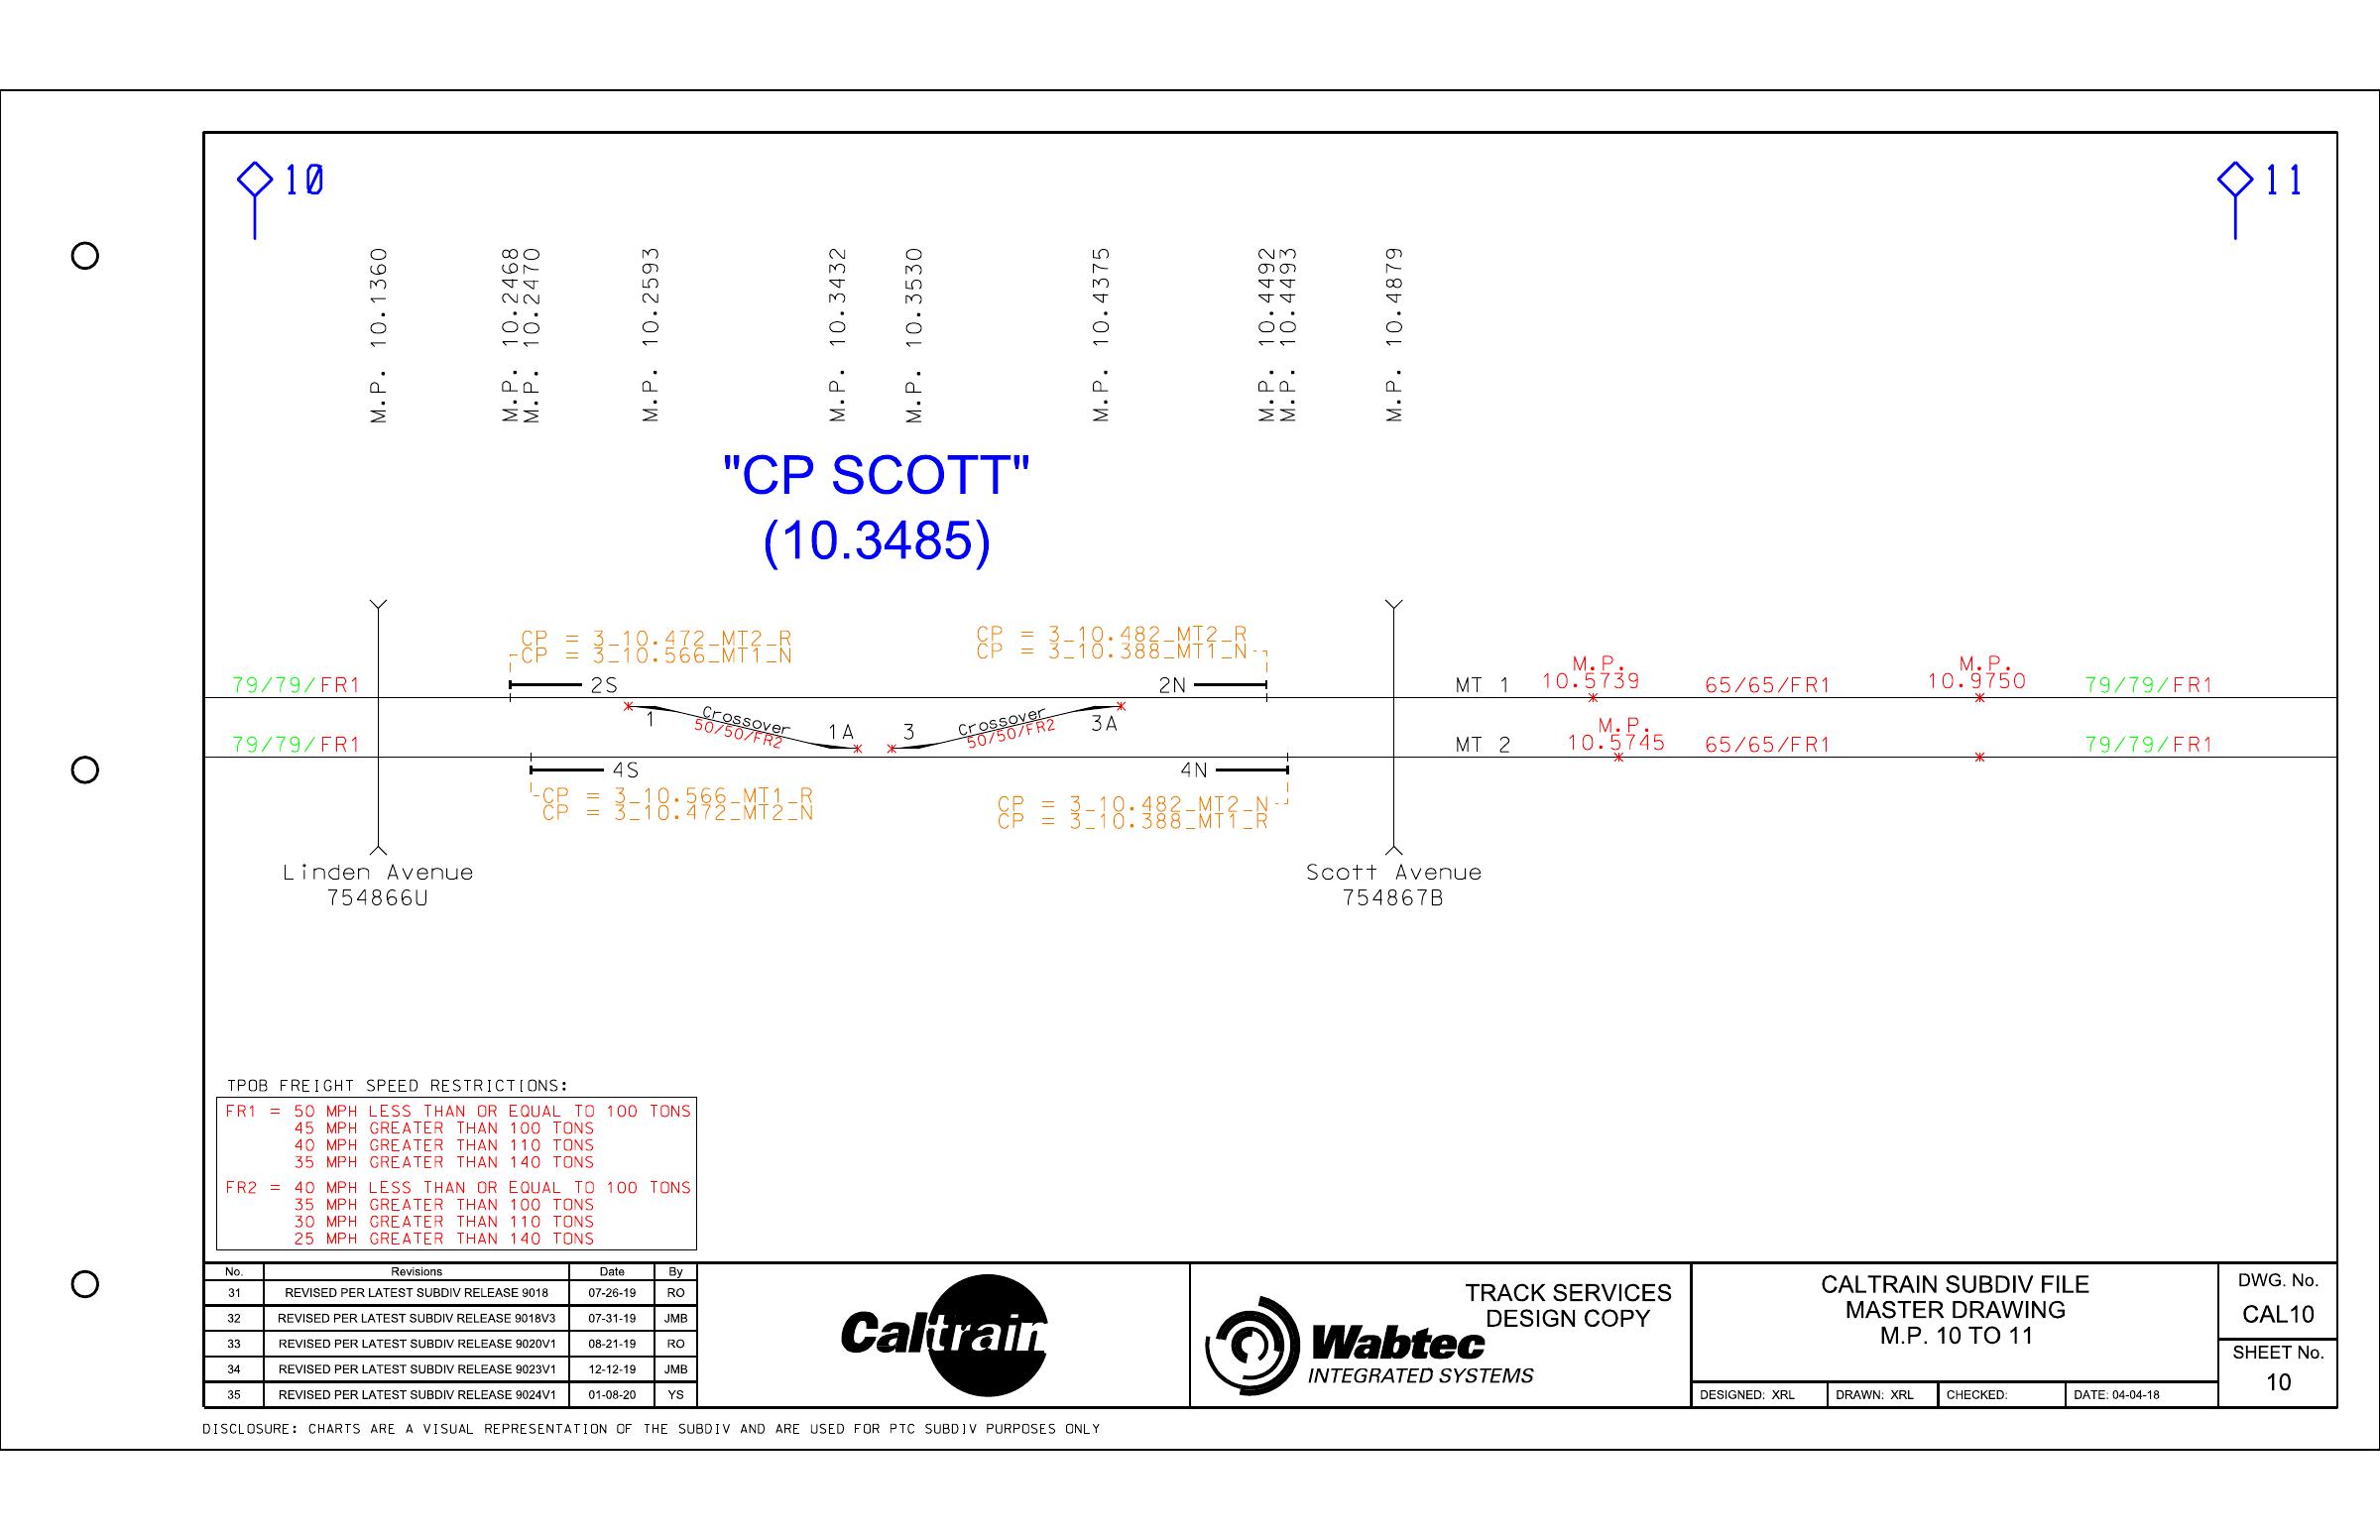 10
11
M.P. 10.1360
M.P. 10.2468
M.P. 10.2470
M.P. 10.2593
M.P. 10.3432
M.P. 10.3530
M.P. 10.4375
M.P. 10.4492
M.P. 10.4493
M.P. 10.4879
"CP SCOTT"
(10.3485)
CP = 3_10.472_MT2_R
CP = 3_10.566_MT1_N
CP = 3_10.482_MT2_R
CP = 3_10.388_MT1_N
79/79/FR1
2S
2N
MT 1
M.P.
10.5739
65/65/FR1
M.P.
10.9750
79/79/FR1
1
Crossover
50/50/FR2
1A
3
Crossover
50/50/FR2
3A
79/79/FR1
MT 2
M.P.
10.5745
65/65/FR1
79/79/FR1
4S
4N
CP = 3_10.566_MT1_R
CP = 3_10.472_MT2_N
CP = 3_10.482_MT2_N
CP = 3_10.388_MT1_R
Linden Avenue
754866U
Scott Avenue
754867B
TPOB FREIGHT SPEED RESTRICTIONS:
FR1 = 50 MPH LESS THAN OR EQUAL TO 100 TONS
45 MPH GREATER THAN 100 TONS
40 MPH GREATER THAN 110 TONS
35 MPH GREATER THAN 140 TONS
FR2 = 40 MPH LESS THAN OR EQUAL TO 100 TONS
35 MPH GREATER THAN 100 TONS
30 MPH GREATER THAN 110 TONS
25 MPH GREATER THAN 140 TONS
No. Revisions Date By
31 REVISED PER LATEST SUBDIV RELEASE 9018 07-26-19 RO
32 REVISED PER LATEST SUBDIV RELEASE 9018V3 07-31-19 JMB
33 REVISED PER LATEST SUBDIV RELEASE 9020V1 08-21-19 RO
34 REVISED PER LATEST SUBDIV RELEASE 9023V1 12-12-19 JMB
35 REVISED PER LATEST SUBDIV RELEASE 9024V1 01-08-20 YS
Caltrain
TRACK SERVICES
DESIGN COPY
Wabtec
INTEGRATED SYSTEMS
CALTRAIN SUBDIV FILE
MASTER DRAWING
M.P. 10 TO 11
DESIGNED: XRL
DRAWN: XRL
CHECKED:
DATE: 04-04-18
DWG. No.
CAL10
SHEET No.
10
DISCLOSURE: CHARTS ARE A VISUAL REPRESENTATION OF THE SUBDIV AND ARE USED FOR PTC SUBDIV PURPOSES ONLY